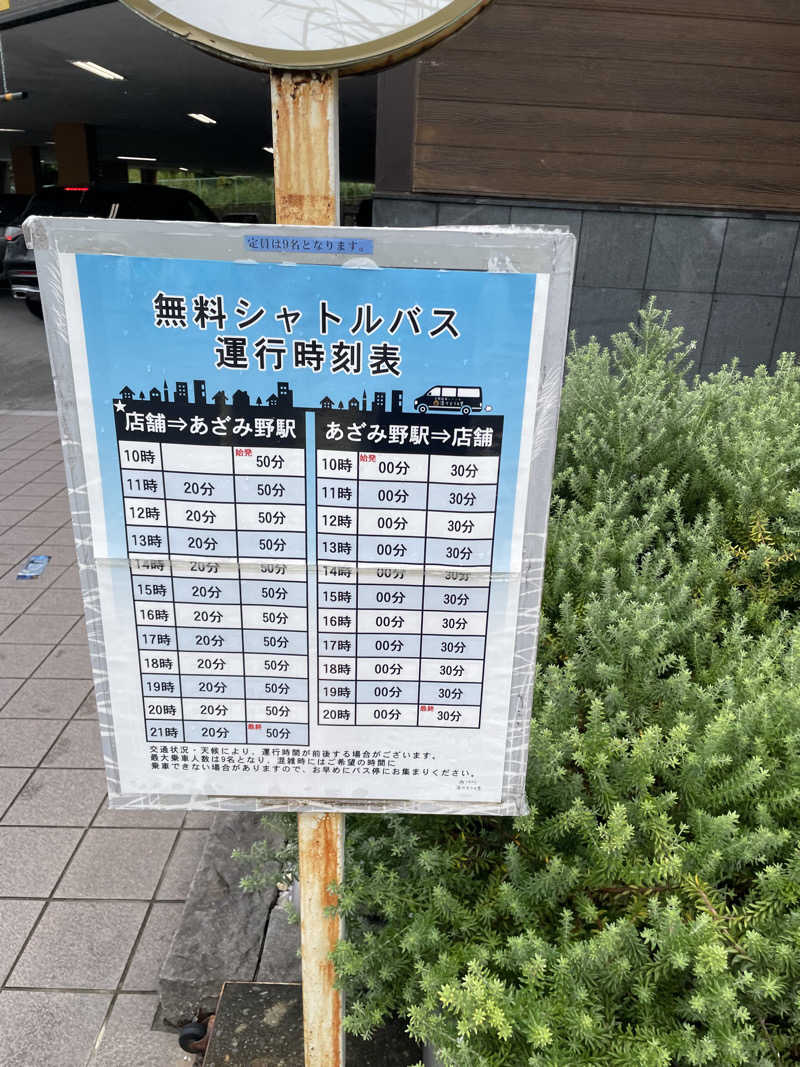 定員は9名となります。
無料シャトルバス
運行時刻表
店舗⇒あざみ野駅
10時 始発 50分
11時 20分 50分
12時 20分 50分
13時 20分 50分
14時 20分 50分
15時 20分 50分
16時 20分 50分
17時 20分 50分
18時 20分 50分
19時 20分 50分
20時 20分 50分
21時 20分 最終 50分
あざみ野駅⇒店舗
10時 始発 00分 30分
11時 00分 30分
12時 00分 30分
13時 00分 30分
14時 00分 30分
15時 00分 30分
16時 00分 30分
17時 00分 30分
18時 00分 30分
19時 00分 30分
20時 00分 最終 30分
交通状況・天候により、運行時間が前後する場合がございます。
最大乗車人数は9名となり、混雑時にはご希望の時間に
乗車できない場合がありますので、お早めにバス停にお集まりください。